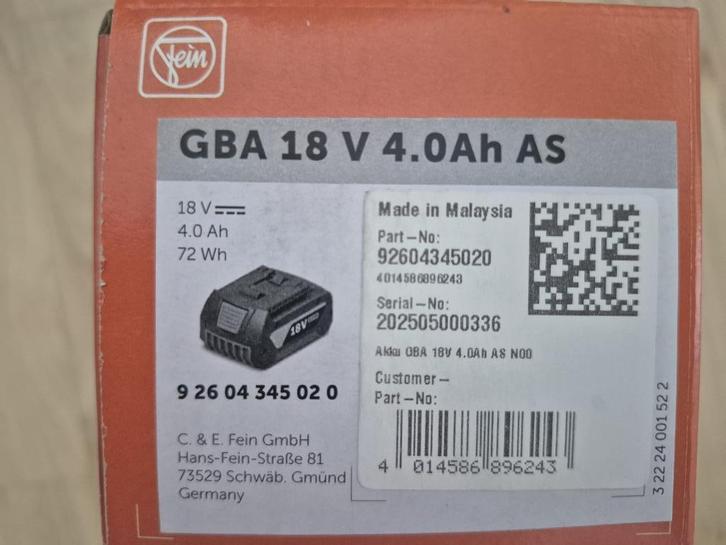 Fein
GBA 18 V 4.0Ah AS
18 V
4.0 Ah
72 Wh
18V
9 26 04 345 02 0
C. & E. Fein GmbH
Hans-Fein-Straße 81
73529 Schwäb. Gmünd
Germany
Made in Malaysia
Part-No:
92604345020
4014586896243
Serial-No:
202505000336
Akku GBA 18V 4.0Ah AS N00
Customer-
Part-No:
4 014586 896243
3 22 24 001 52 2